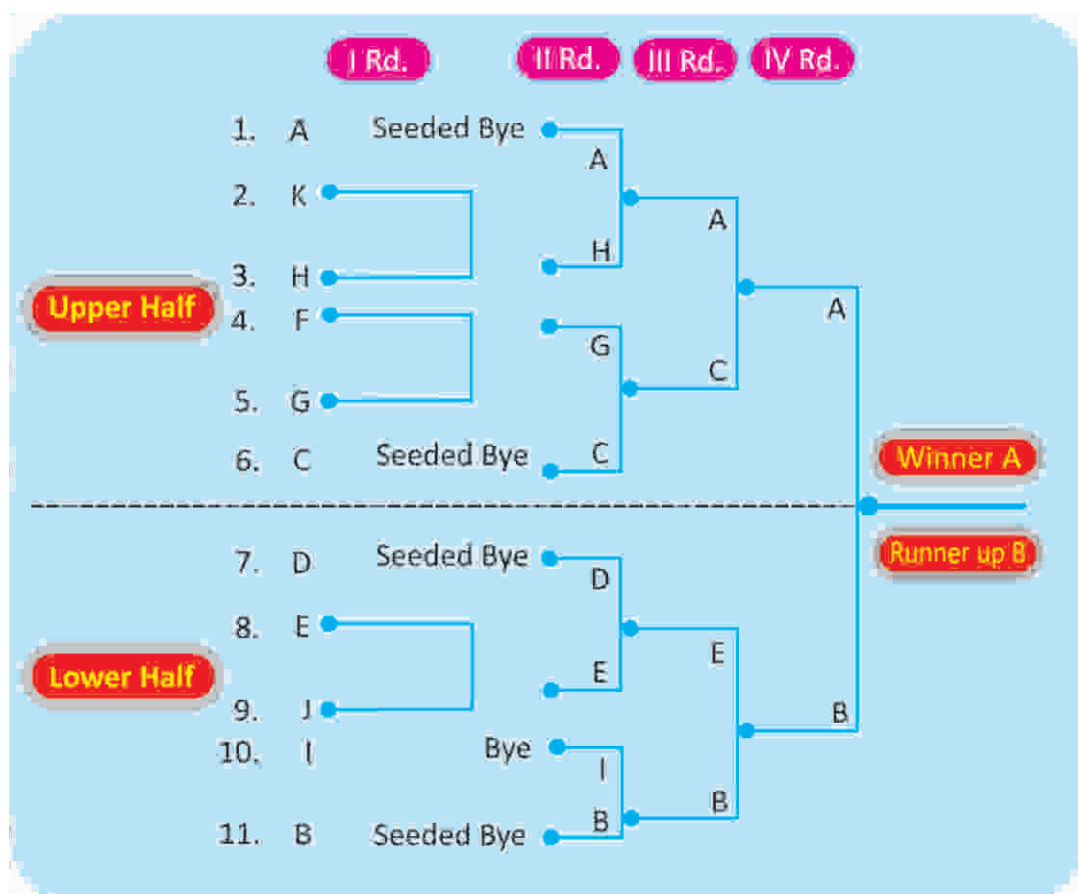 I Rd. II Rd. III Rd. IV Rd.
1. A Seeded Bye
A
2. K
A
H
3. H
Upper Half
4. F
A
G
C
5. G
6. C Seeded Bye C
Winner A
7. D Seeded Bye
Runner up B
D
8. E
E
E
Lower Half
9. J
B
10. I Bye
I
B
B
11. B Seeded Bye